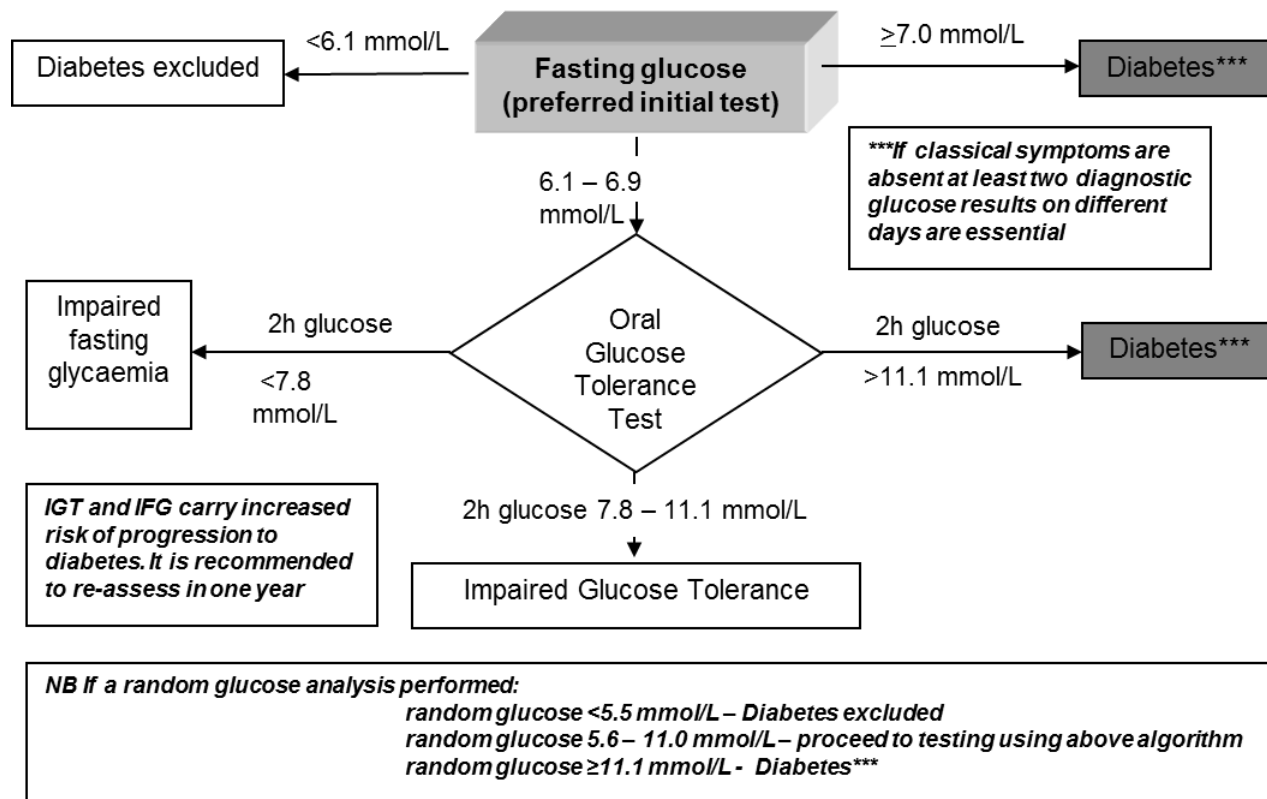 <6.1 mmol/L
Diabetes excluded
Fasting glucose
(preferred initial test)
≥7.0 mmol/L
Diabetes***
***If classical symptoms are
absent at least two diagnostic
glucose results on different
days are essential
6.1 – 6.9
mmol/L
Impaired
fasting
glycaemia
2h glucose
<7.8
mmol/L
Oral
Glucose
Tolerance
Test
2h glucose
>11.1 mmol/L
Diabetes***
IGT and IFG carry increased
risk of progression to
diabetes. It is recommended
to re-assess in one year
2h glucose 7.8 – 11.1 mmol/L
Impaired Glucose Tolerance
NB If a random glucose analysis performed:
random glucose <5.5 mmol/L – Diabetes excluded
random glucose 5.6 – 11.0 mmol/L – proceed to testing using above algorithm
random glucose ≥11.1 mmol/L - Diabetes***